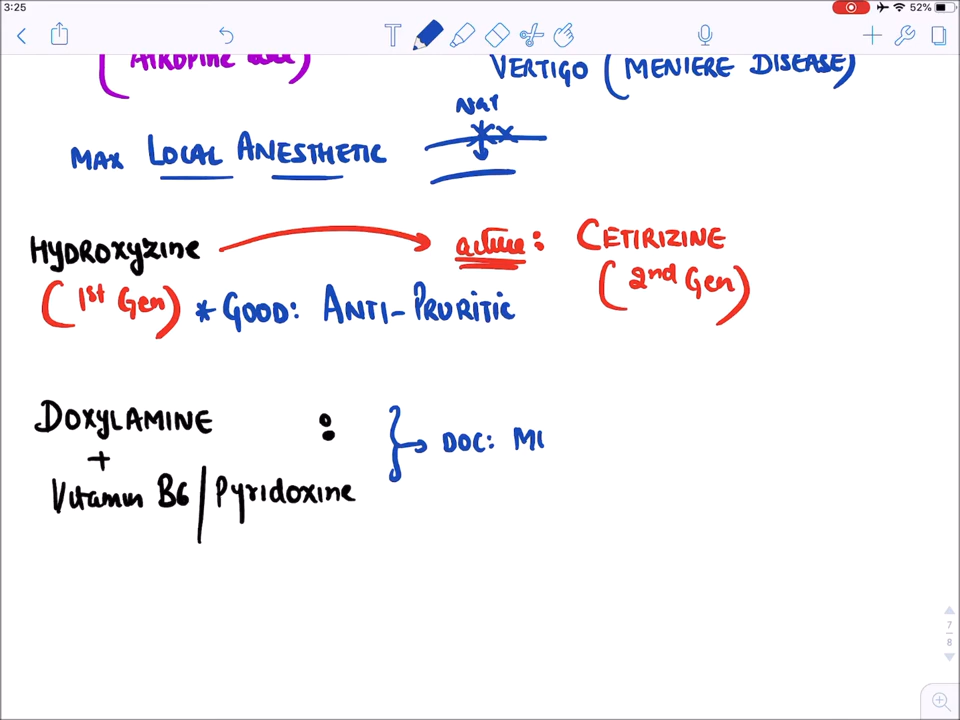 3:25
52%
T
(ATROPINE
VERTIGO (MENIERE DISEASE)
Na+
MAX LOCAL ANESTHETIC
HYDROXYZINE
active: CETIRIZINE
(1st Gen)
(2nd Gen)
* GOOD: ANTI-PRURITIC
DOXYLAMINE :
+
Vitamin B6/Pyridoxine
DOC: M
7
8